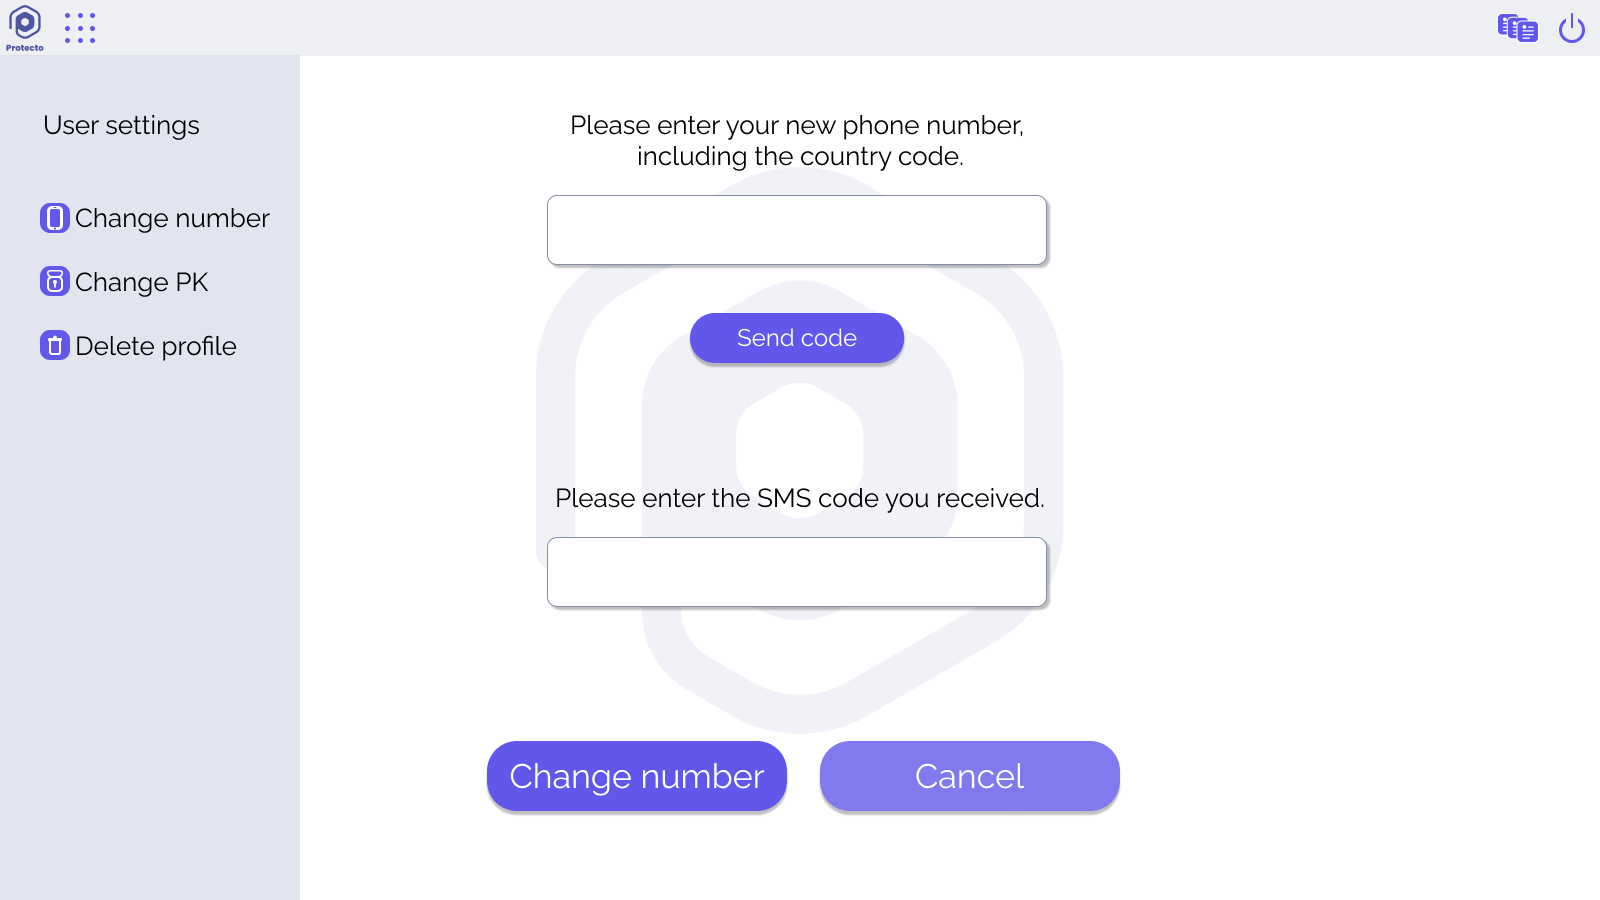 Protecto
User settings
Change number
Change PK
Delete profile
Please enter your new phone number,
including the country code.
Send code
Please enter the SMS code you received.
Change number
Cancel